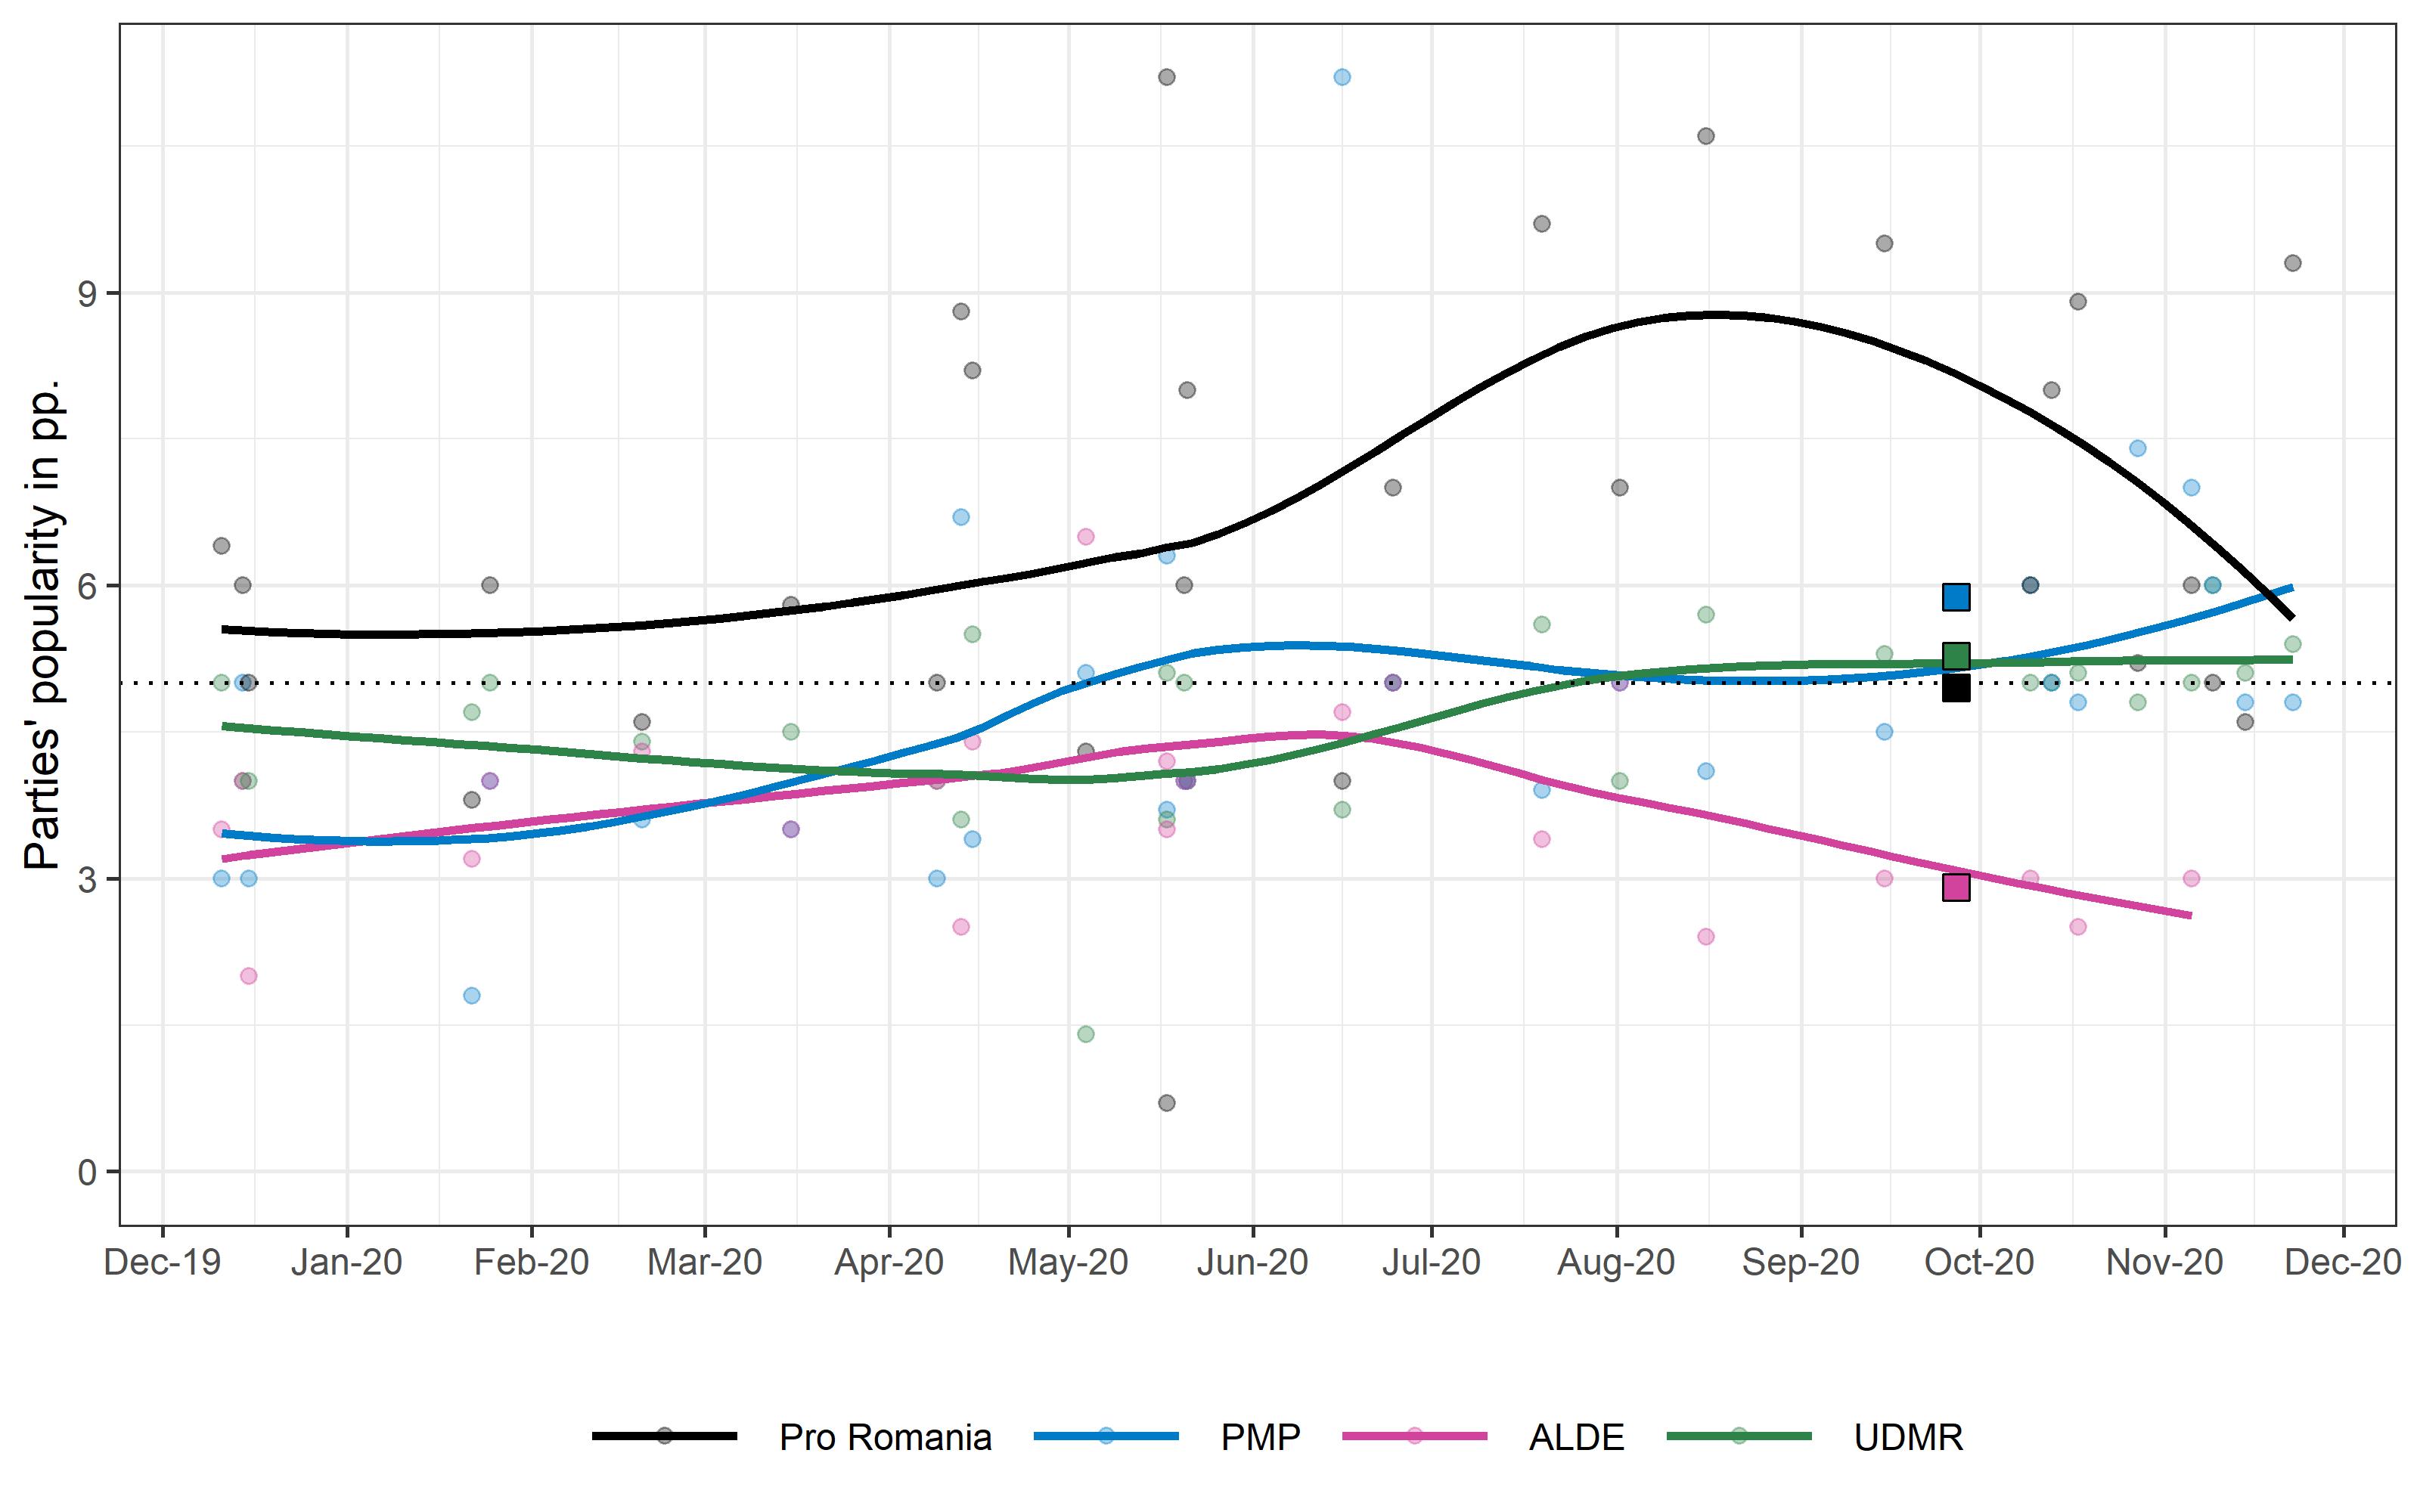 Parties' popularity in pp.
9
6
3
0
Dec-19 Jan-20 Feb-20 Mar-20 Apr-20 May-20 Jun-20 Jul-20 Aug-20 Sep-20 Oct-20 Nov-20 Dec-20
Pro Romania PMP ALDE UDMR